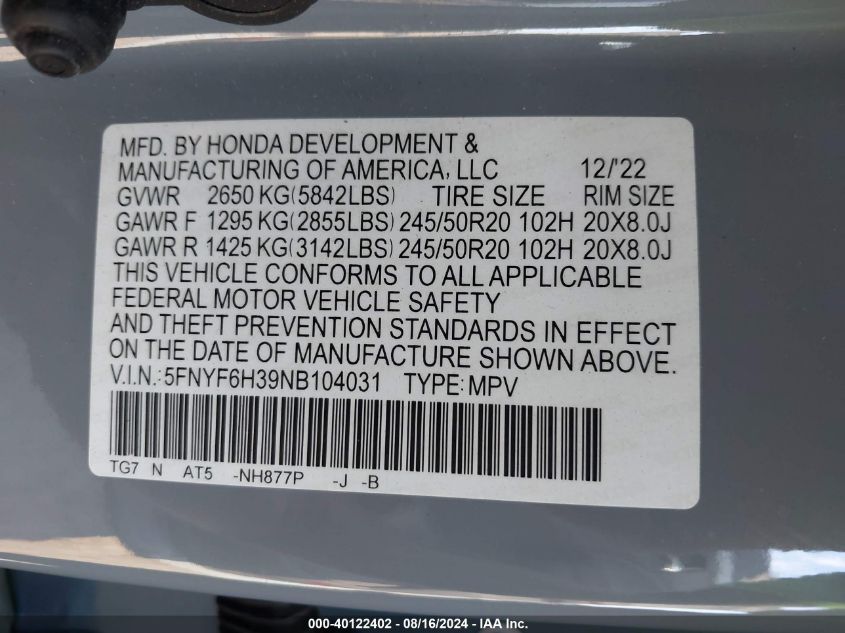 MFD. BY HONDA DEVELOPMENT &
MANUFACTURING OF AMERICA, LLC 12/'22
GVWR 2650 KG(5842LBS) TIRE SIZE RIM SIZE
GAWR F 1295 KG(2855LBS) 245/50R20 102H 20X8.0J
GAWR R 1425 KG(3142LBS) 245/50R20 102H 20X8.0J
THIS VEHICLE CONFORMS TO ALL APPLICABLE
FEDERAL MOTOR VEHICLE SAFETY
AND THEFT PREVENTION STANDARDS IN EFFECT
ON THE DATE OF MANUFACTURE SHOWN ABOVE.
V.I.N.: 5FNYF6H39NB104031 TYPE: MPV
TG7 N AT5 -NH877P -J -B
000-40122402 - 08/16/2024 - IAA Inc.